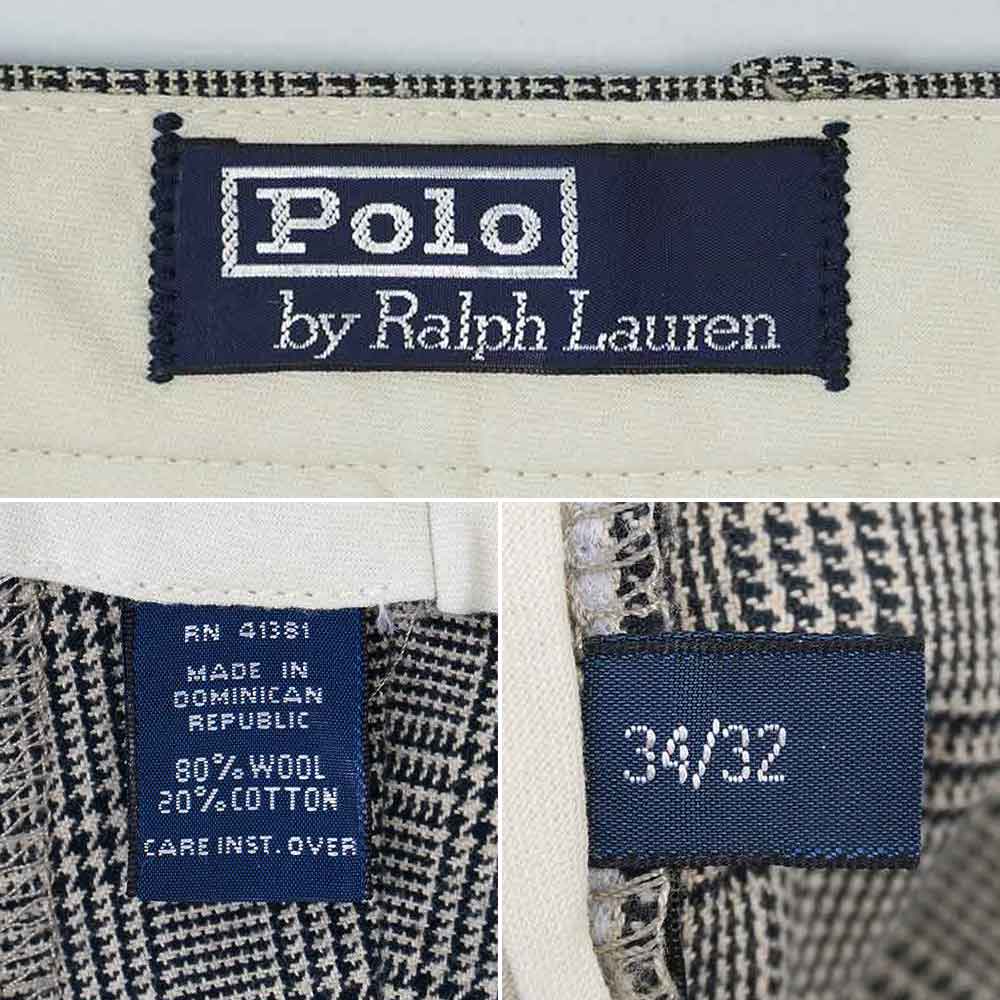 Polo
by Ralph Lauren
RN 41381
MADE IN
DOMINICAN
REPUBLIC
80% WOOL
20% COTTON
CARE INST. OVER
34/32